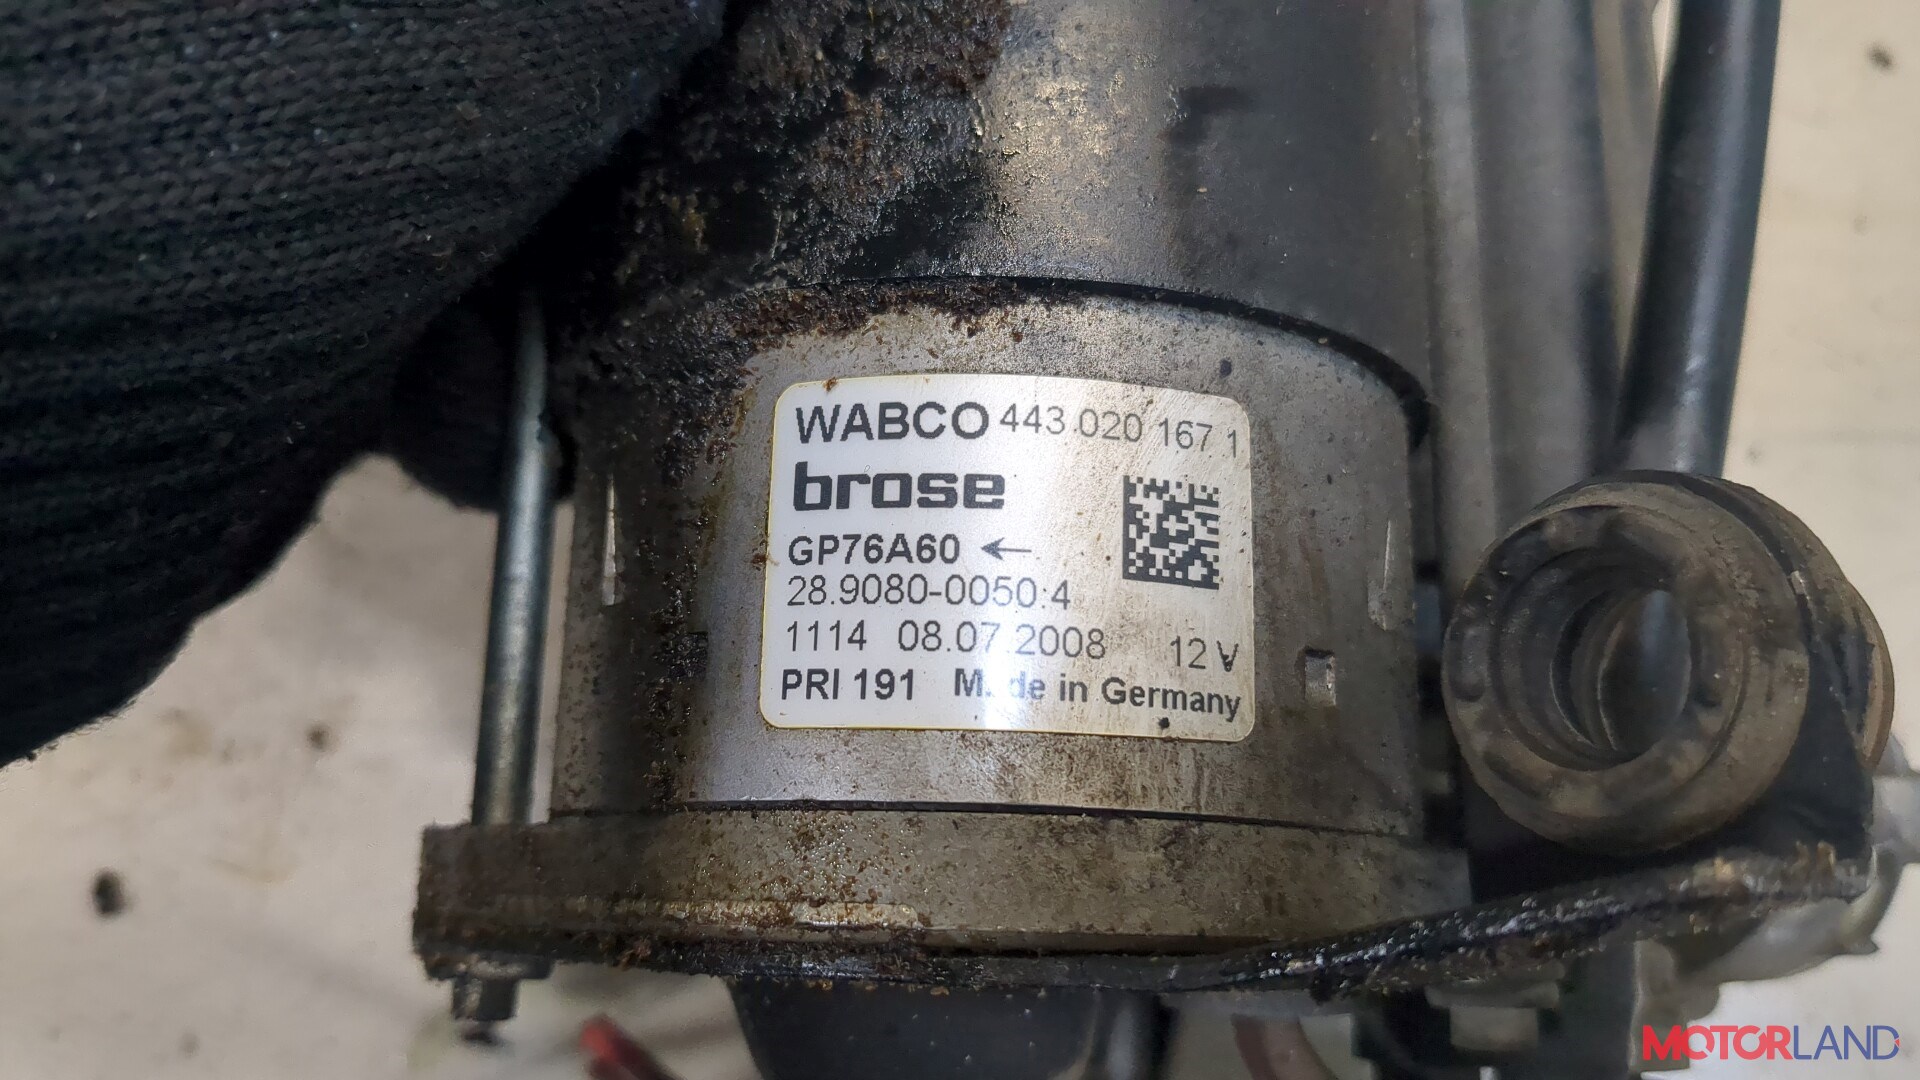 WABCO 443 020 167 1
brose
GP76A60 ←
28.9080-0050.4
1114 08.07.2008 12 V
PRI 191 Made in Germany
MOTORLAND